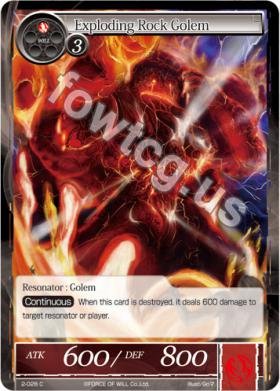 Exploding Rock Golem
WILL
3
fowtcg.us
Resonator : Golem
Continuous When this card is destroyed, it deals 600 damage to
target resonator or player.
ATK 600/ DEF 800
2-026 C ©FORCE OF WILL Co.,Ltd.